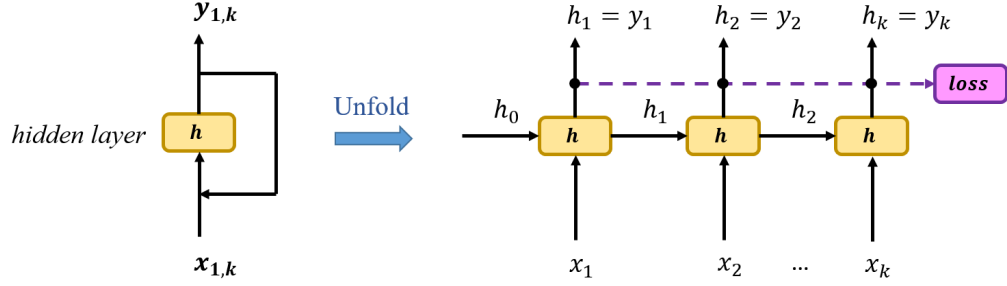 y₁,ₖ
hidden layer
h
x₁,ₖ
Unfold
h₁ = y₁
h₂ = y₂
hₖ = yₖ
loss
h₀
h
h₁
h
h₂
h
x₁
x₂
...
xₖ